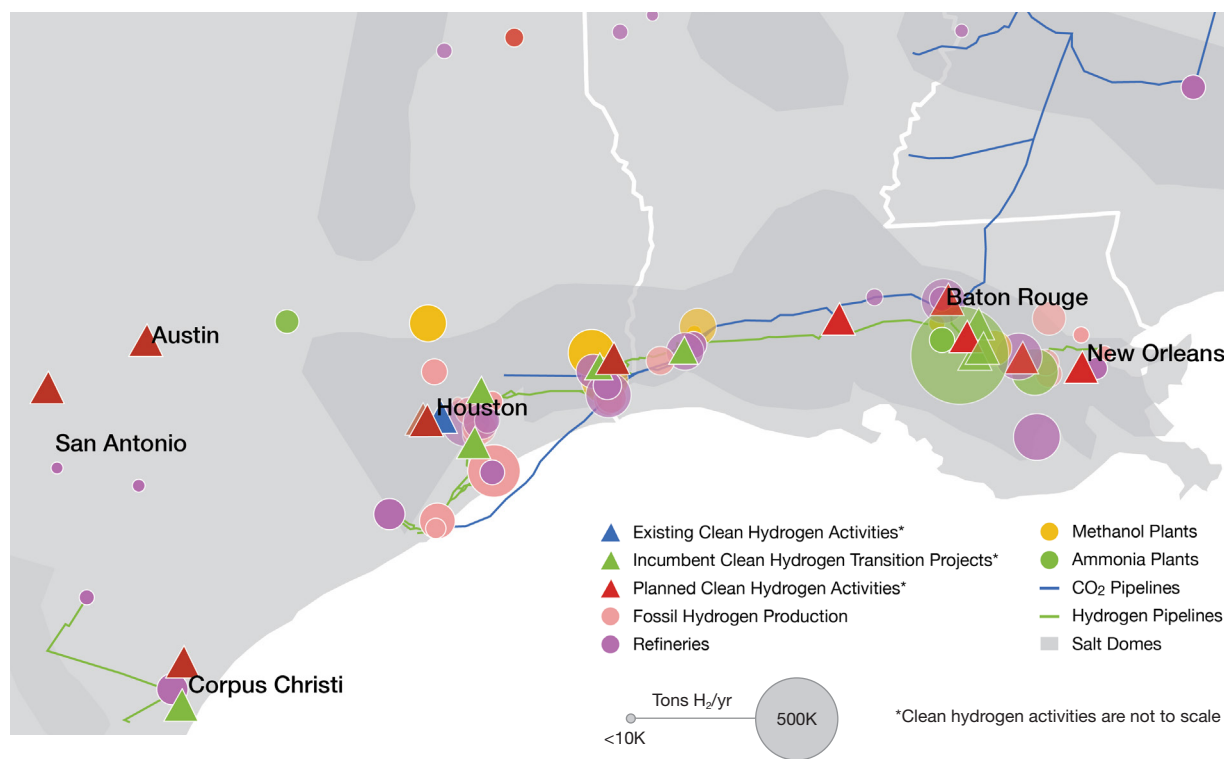 Austin
Baton Rouge
New Orleans
Houston
San Antonio
Corpus Christi
Existing Clean Hydrogen Activities*
Incumbent Clean Hydrogen Transition Projects*
Planned Clean Hydrogen Activities*
Fossil Hydrogen Production
Refineries
Methanol Plants
Ammonia Plants
CO₂ Pipelines
Hydrogen Pipelines
Salt Domes
Tons H₂/yr
<10K
500K
*Clean hydrogen activities are not to scale